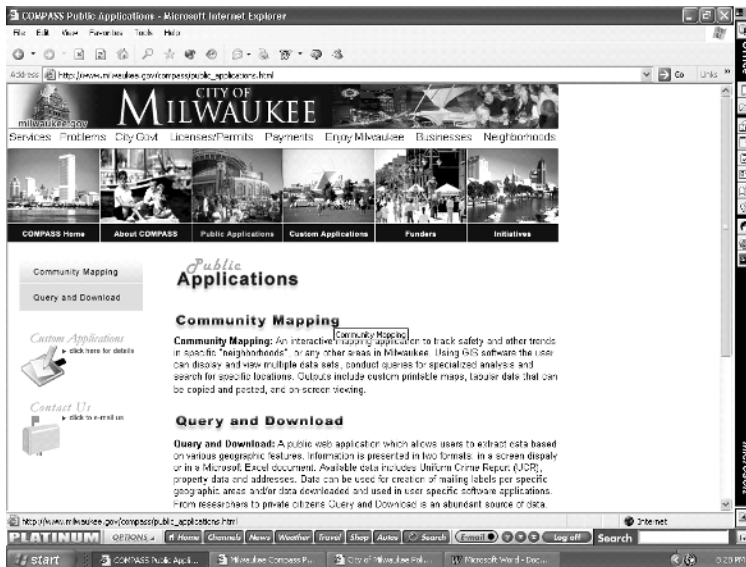 COMPASS Public Applications - Microsoft Internet Explorer
File Edit View Favorites Tools Help
Address http://www.milwaukee.gov/compass/public_applications.html Go Links
milwaukee.gov
CITY OF
MILWAUKEE
Services Problems City Govt Licenses/Permits Payments Enjoy Milwaukee Businesses Neighborhoods
COMPASS Home About COMPASS Public Applications Custom Applications Funders Initiatives
Community Mapping
Query and Download
Custom Applications
click here for details
Contact Us
click to e-mail us
Public
Applications
Community Mapping
Community Mapping
Community Mapping: An interactive mapping application to track safety and other trends
in specific "neighborhoods", or any other areas in Milwaukee. Using GIS software the user
can display and view multiple data sets, conduct queries for specialized analysis and
search for specific locations. Outputs include custom printable maps, tabular data that can
be copied and pasted, and on-screen viewing.
Query and Download
Query and Download: A public web application which allows users to extract data based
on various geographic features. Information is presented in two formats: in a screen dispaly
or in a Microsoft Excel document. Available data includes Uniform Crime Report (UCR),
property data and addresses. Data can be used for creation of mailing labels per specific
geographic areas and/or data downloaded and used in user specific software applications.
From researchers to private citizens Query and Download is an abundant source of data.
http://www.milwaukee.gov/compass/public_applications.html Internet
PLATINUM OPTIONS Home Channels News Weather Travel Shop Autos Search E-mail Log off Search
start COMPASS Public Appli... Milwaukee Compass P... City of Milwaukee Pol... Microsoft Word - Doc...